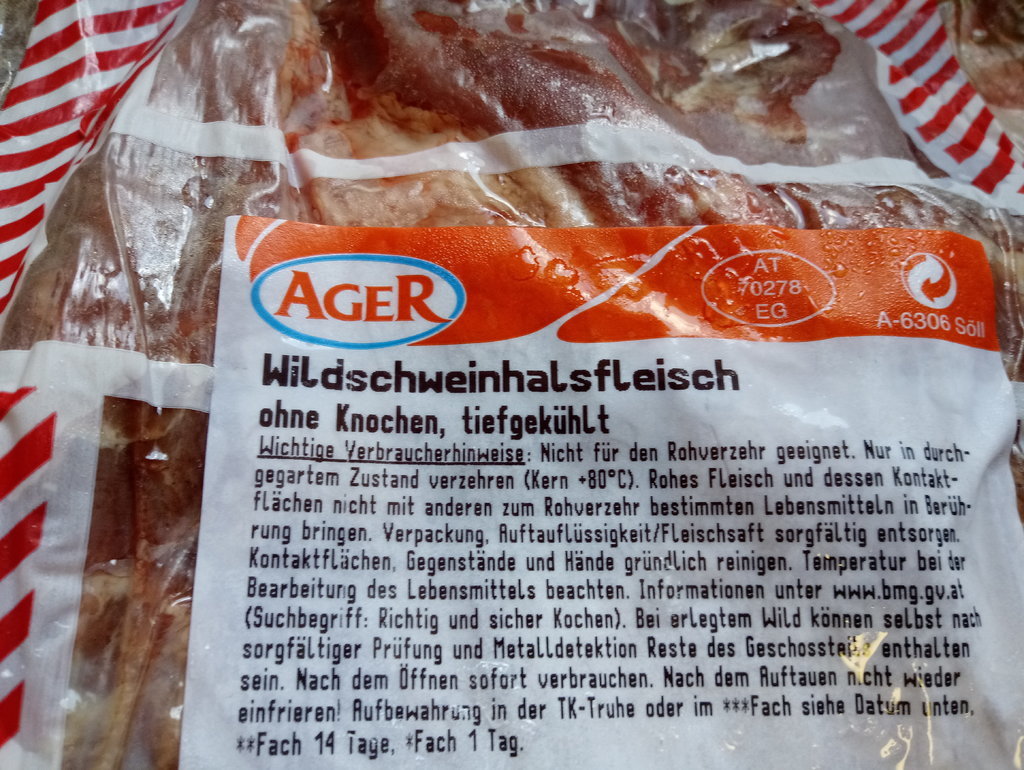 AGER
AT
70278
EG
A-6306 Söll
Wildschweinhalsfleisch
ohne Knochen, tiefgekühlt
Wichtige Verbraucherhinweise: Nicht für den Rohverzehr geeignet. Nur in durch-
gegartem Zustand verzehren (Kern +80°C). Rohes Fleisch und dessen Kontakt-
flächen nicht mit anderen zum Rohverzehr bestimmten Lebensmitteln in Berüh-
rung bringen. Verpackung, Auftauflüssigkeit/Fleischsaft sorgfältig entsorgen.
Kontaktflächen, Gegenstände und Hände gründlich reinigen. Temperatur bei der
Bearbeitung des Lebensmittels beachten. Informationen unter www.bmg.gv.at
(Suchbegriff: Richtig und sicher Kochen). Bei erlegtem Wild können selbst nach
sorgfältiger Prüfung und Metalldetektion Reste des Geschossteils enthalten
sein. Nach dem Öffnen sofort verbrauchen. Nach dem Auftauen nicht wieder
einfrieren! Aufbewahrung in der TK-Truhe oder im ***Fach siehe Datum unten,
**Fach 14 Tage, *Fach 1 Tag.